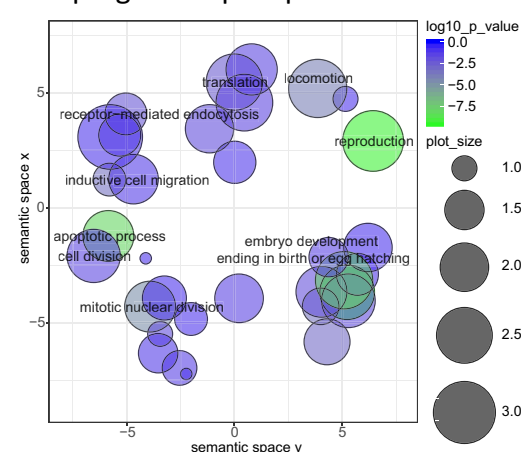 log10_p_value
0.0
−2.5
−5.0
−7.5
plot_size
1.0
1.5
2.0
2.5
3.0
semantic space x
5
0
−5
translation
locomotion
receptor−mediated endocytosis
reproduction
inductive cell migration
apoptotic process
cell division
embryo development
ending in birth or egg hatching
mitotic nuclear division
−5
0
5
semantic space y